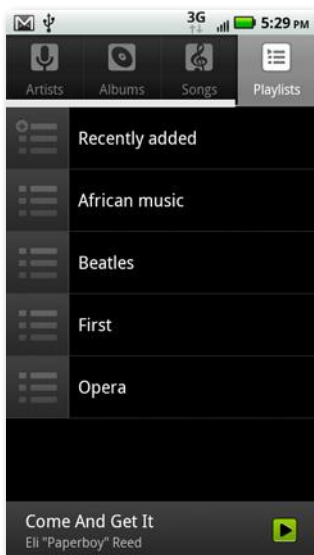 3G 5:29 PM
Artists Albums Songs Playlists
Recently added
African music
Beatles
First
Opera
Come And Get It
Eli "Paperboy" Reed